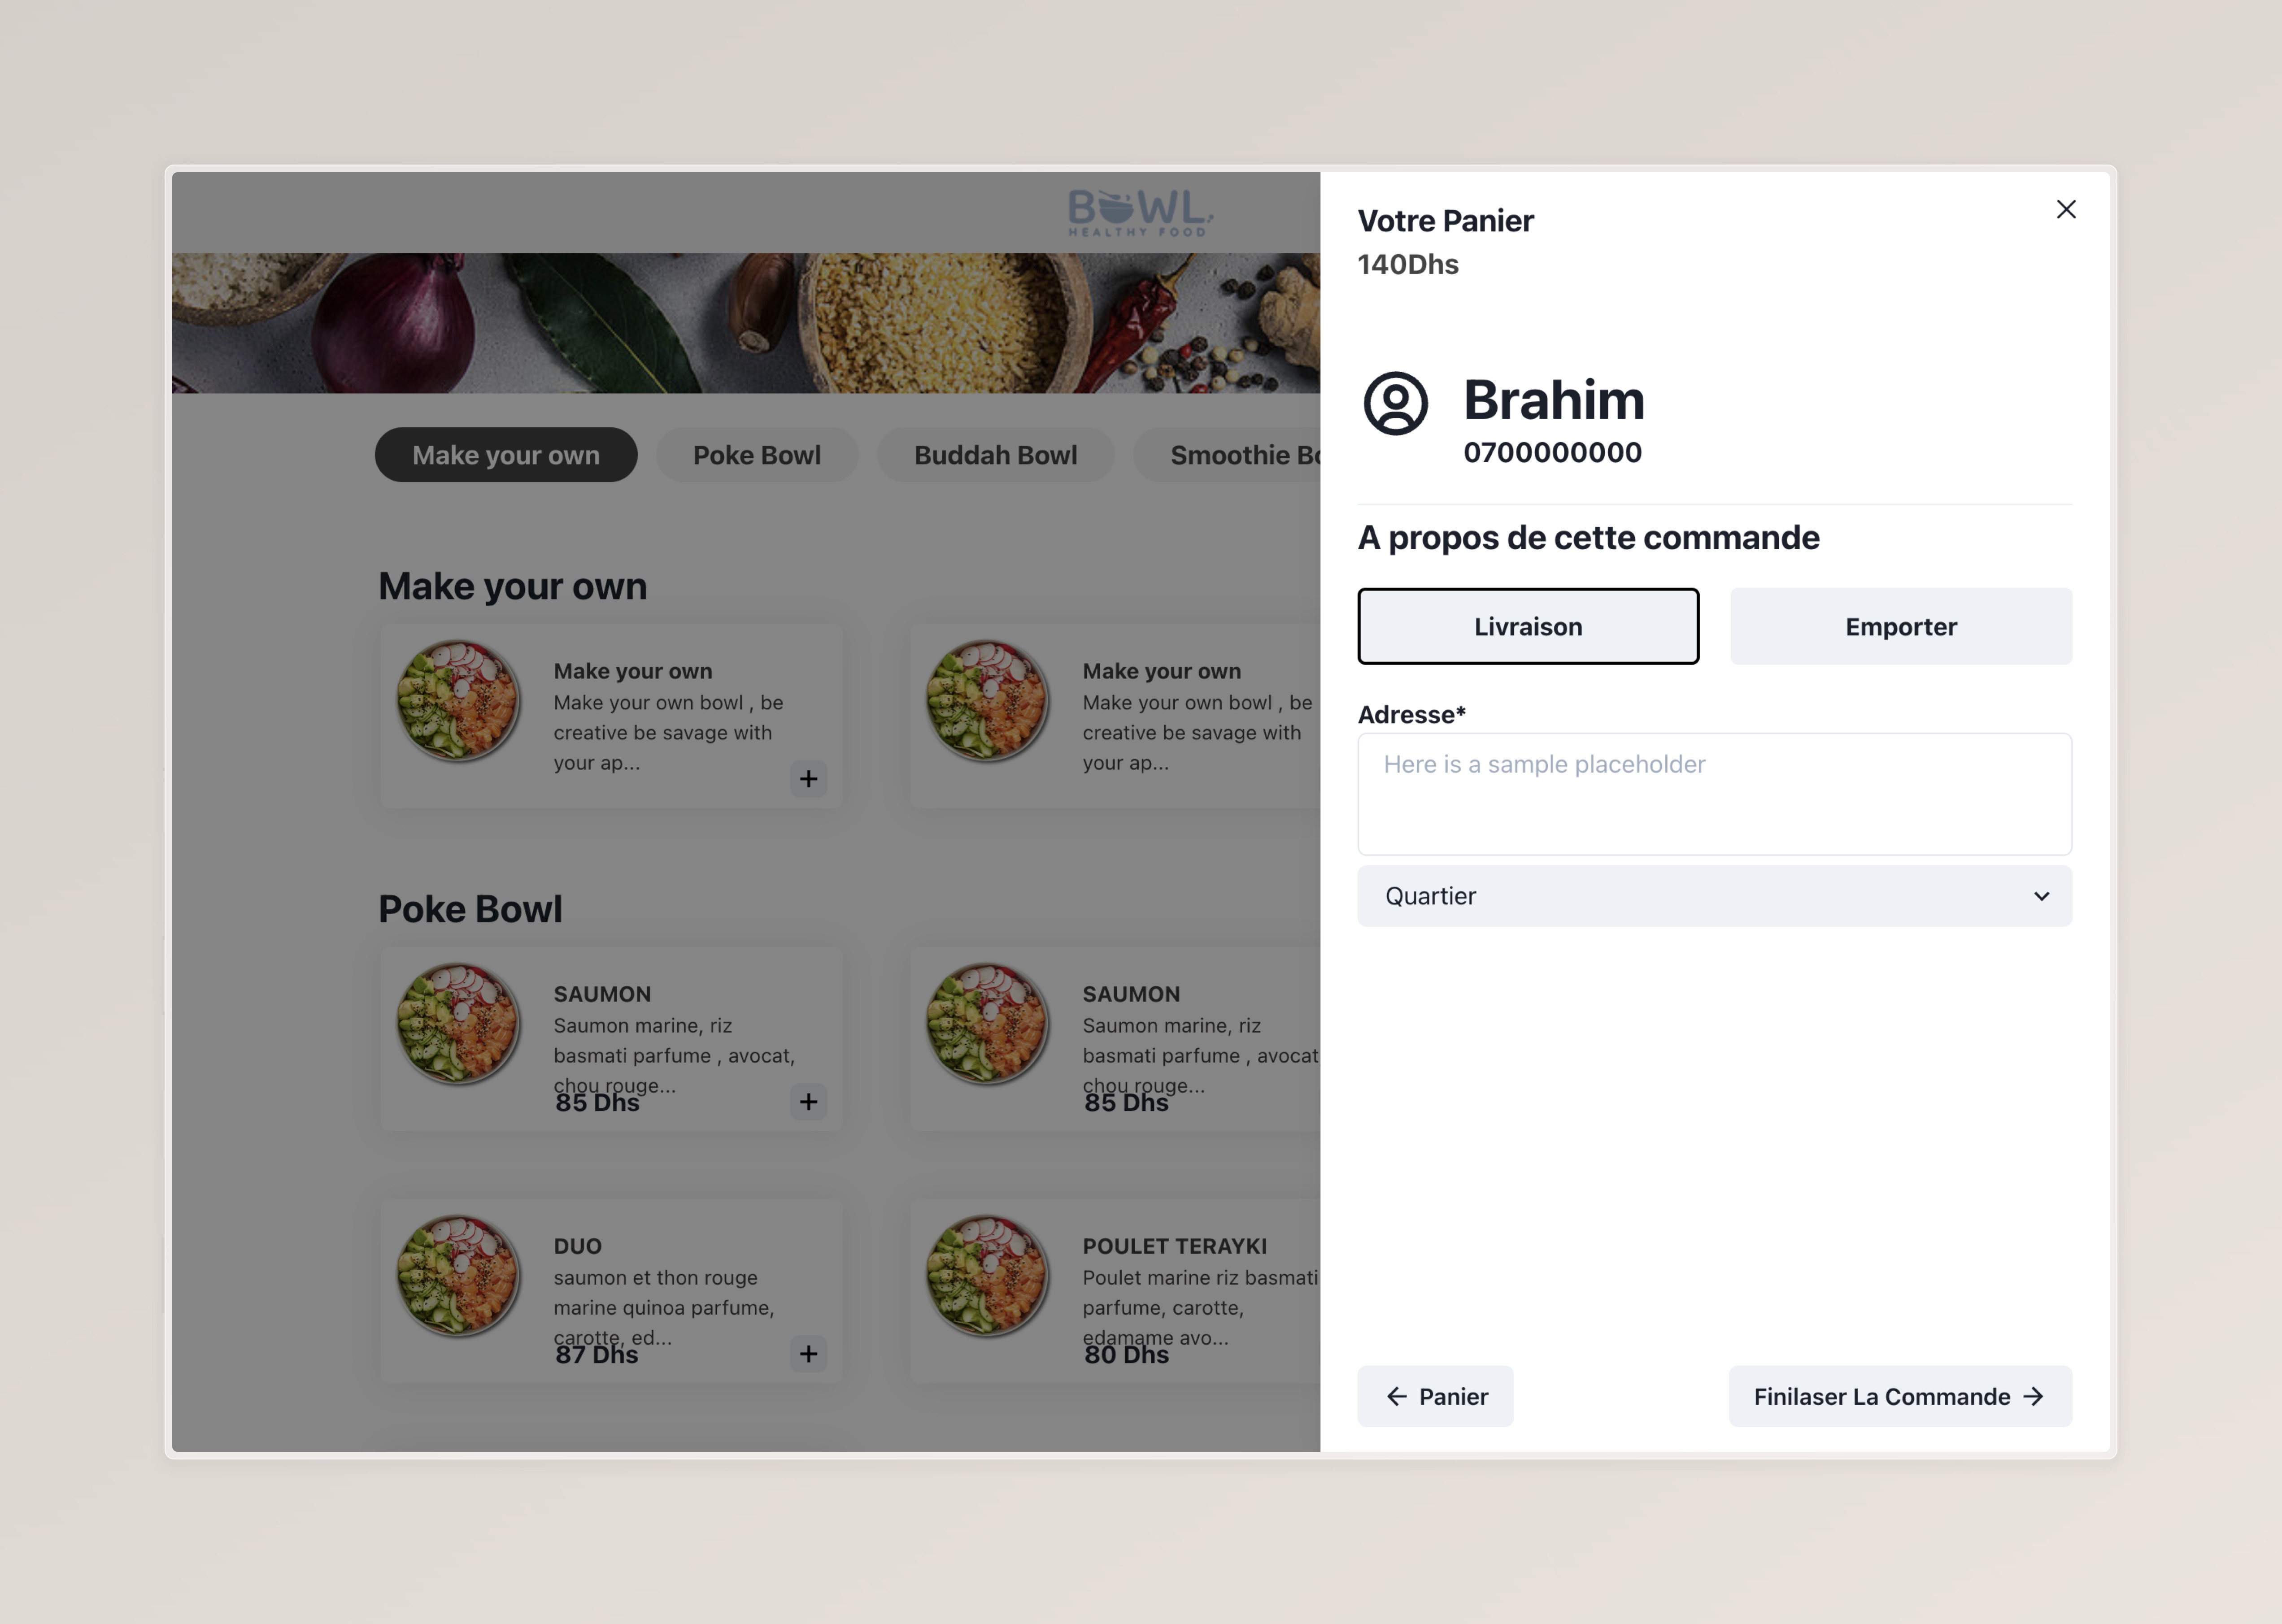 BOWL.
HEALTHY FOOD
Make your own
Poke Bowl
Buddah Bowl
Smoothie Bo
Make your own
Make your own
Make your own bowl , be
creative be savage with
your ap...
Make your own
Make your own bowl , be
creative be savage with
your ap...
Poke Bowl
SAUMON
Saumon marine, riz
basmati parfume , avocat,
chou rouge...
85 Dhs
SAUMON
Saumon marine, riz
basmati parfume , avocat
chou rouge...
85 Dhs
DUO
saumon et thon rouge
marine quinoa parfume,
carotte, ed...
87 Dhs
POULET TERAYKI
Poulet marine riz basmati
parfume, carotte,
edamame avo...
80 Dhs
Votre Panier
140Dhs
Brahim
0700000000
A propos de cette commande
Livraison
Emporter
Adresse*
Here is a sample placeholder
Quartier
Panier
Finilaser La Commande